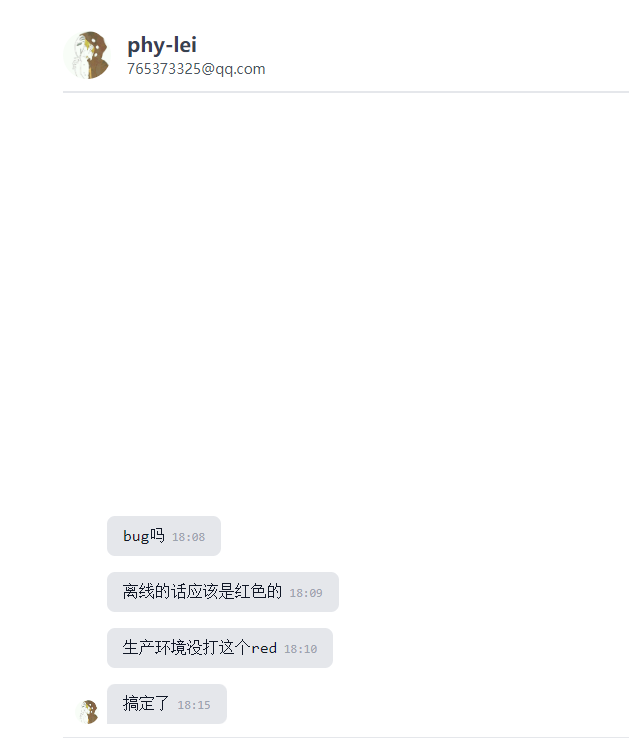 phy-lei
765373325@qq.com
bug吗 18:08
离线的话应该是红色的 18:09
生产环境没打这个red 18:10
搞定了 18:15